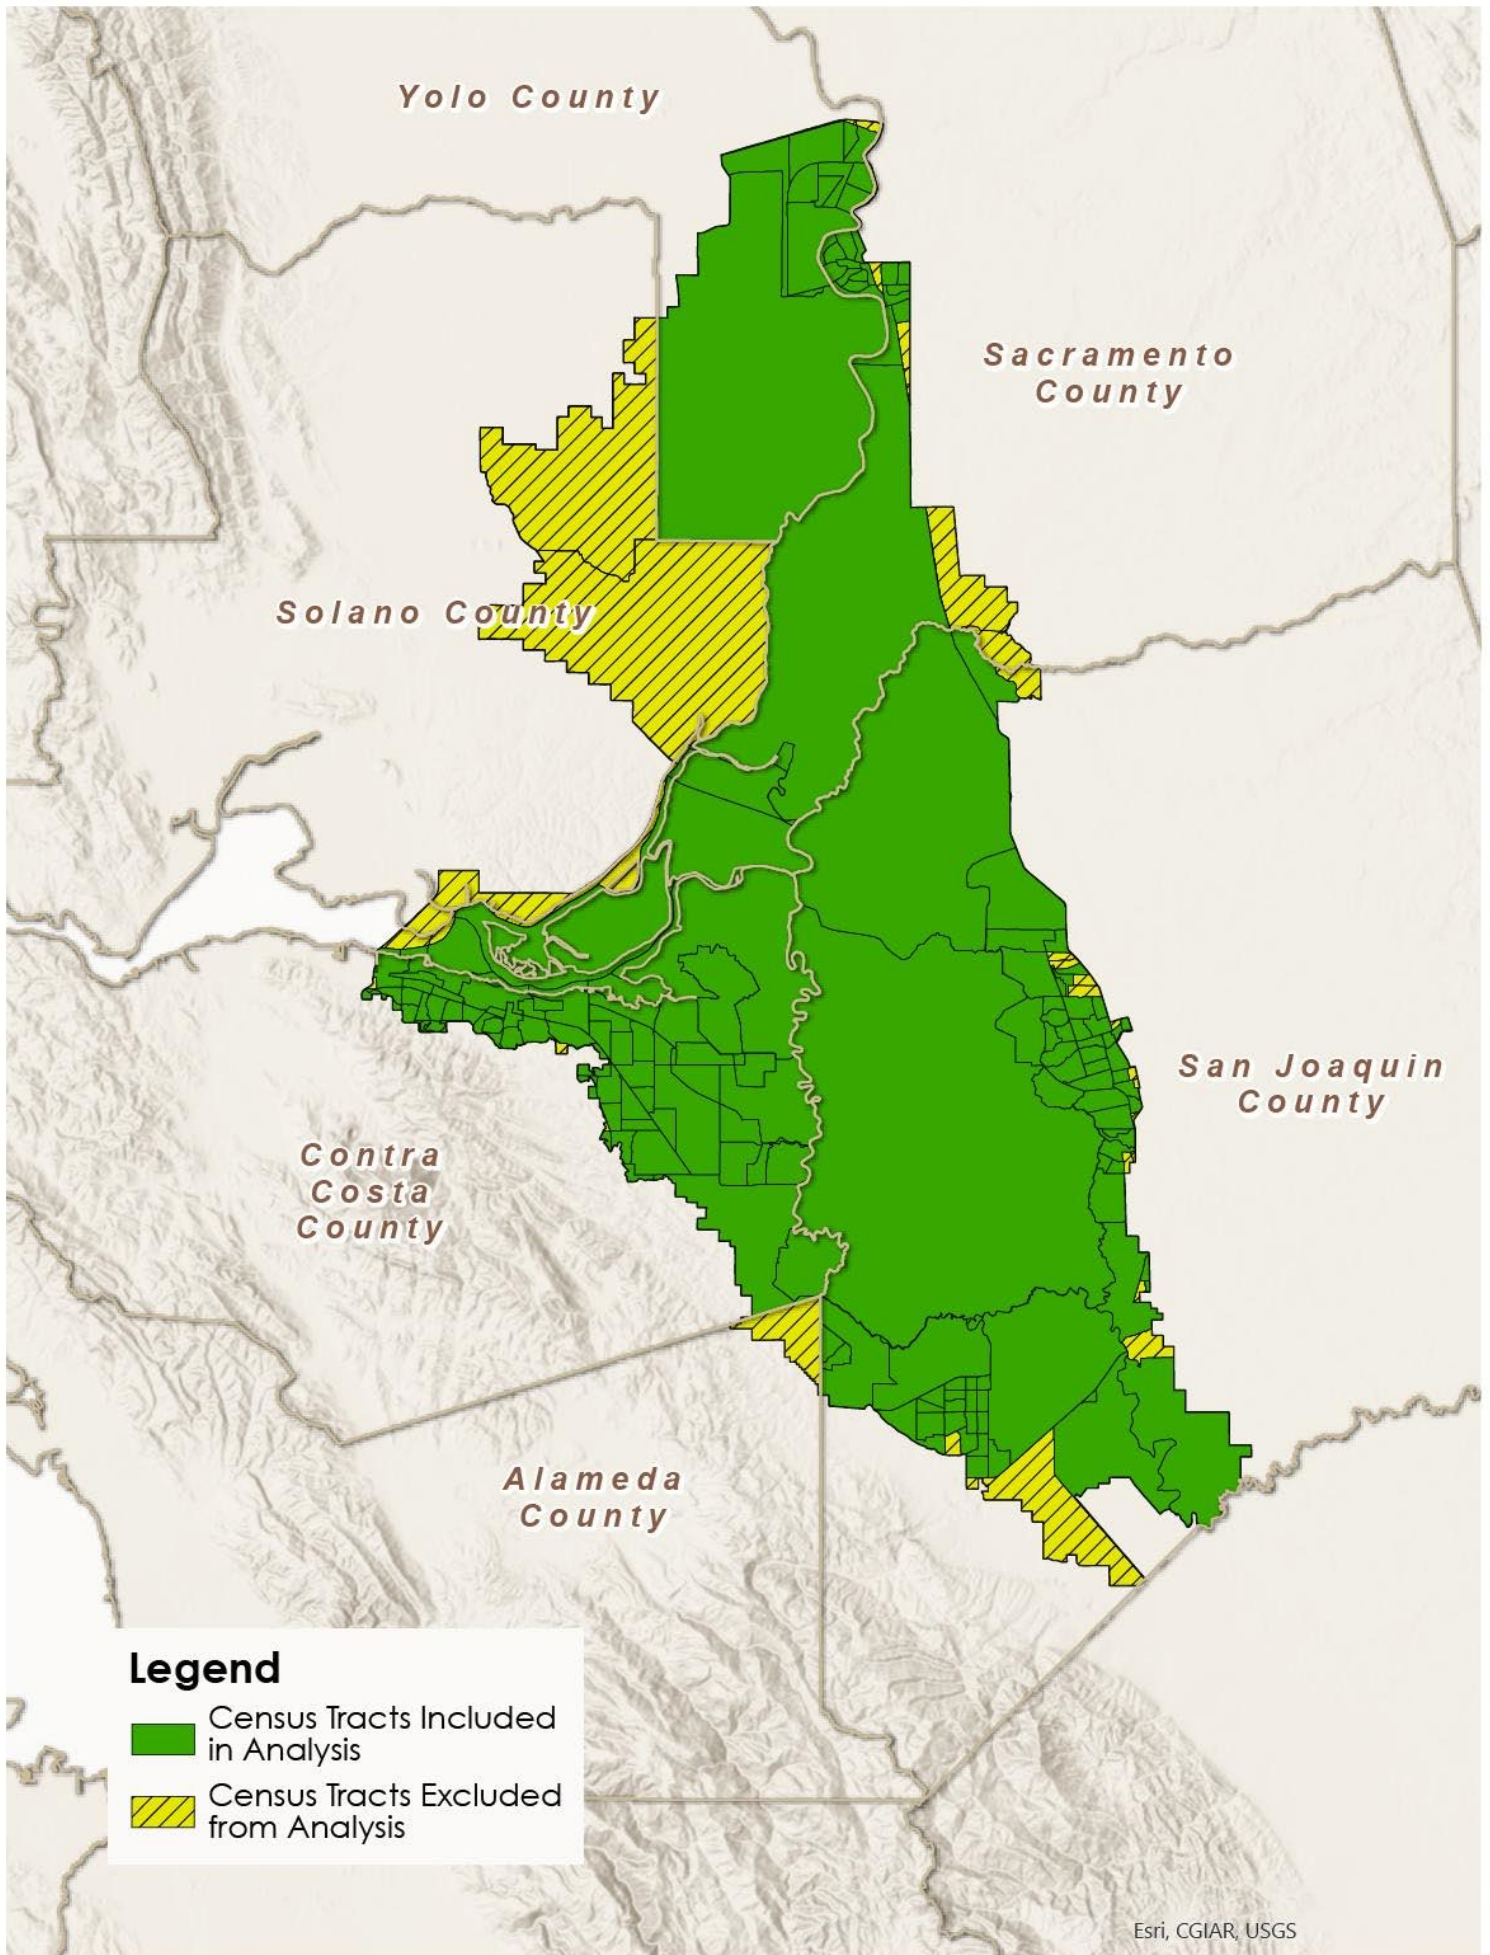 Yolo County
Sacramento
County
Solano County
San Joaquin
County
Contra
Costa
County
Alameda
County
Legend
Census Tracts Included
in Analysis
Census Tracts Excluded
from Analysis
Esri, CGIAR, USGS